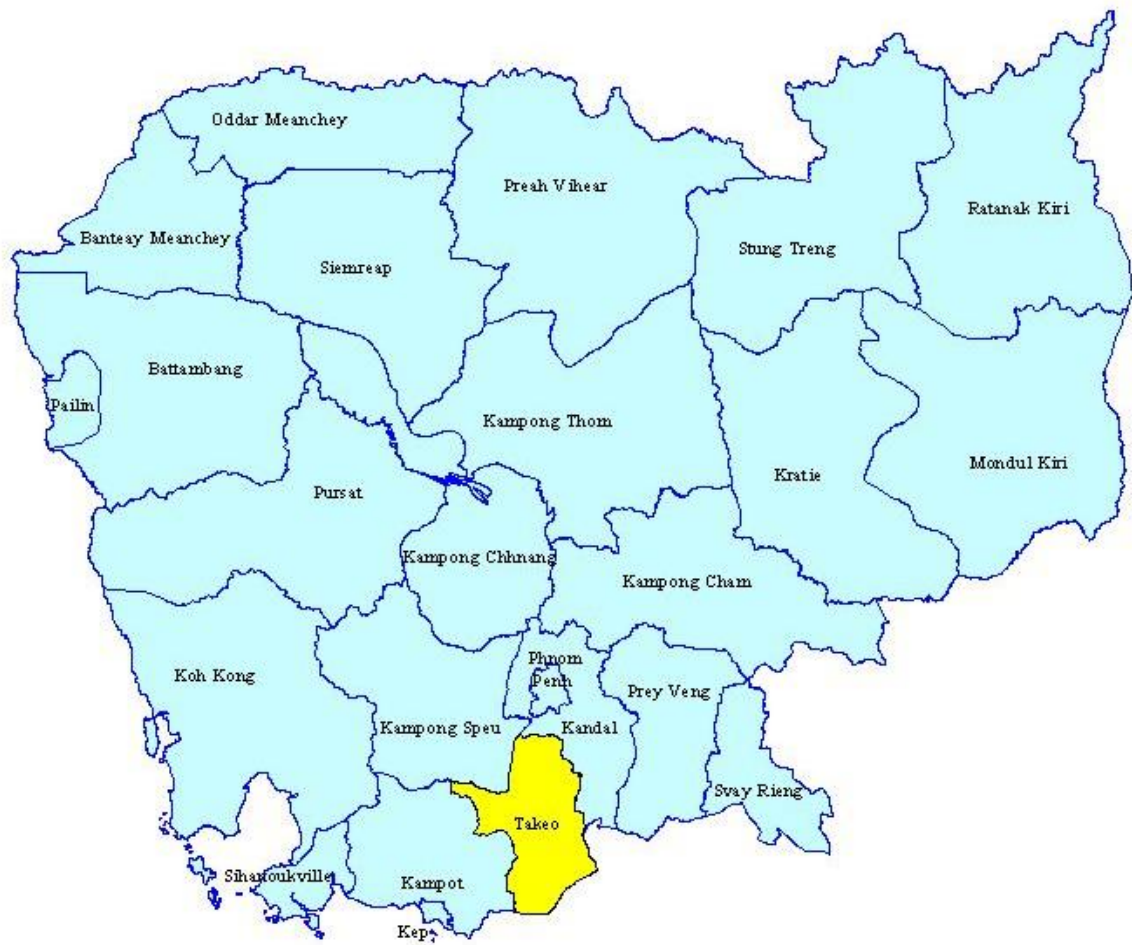 Oddar Meanchey
Preah Vihear
Ratanak Kiri
Banteay Meanchey
Stung Treng
Siemreap
Battambang
Pailin
Kampong Thom
Mondul Kiri
Kratie
Pursat
Kampong Chhnang
Kampong Cham
Koh Kong
Phnom
Penh
Prey Veng
Kampong Speu
Kandal
Svay Rieng
Takeo
Sihanoukville
Kampot
Kep